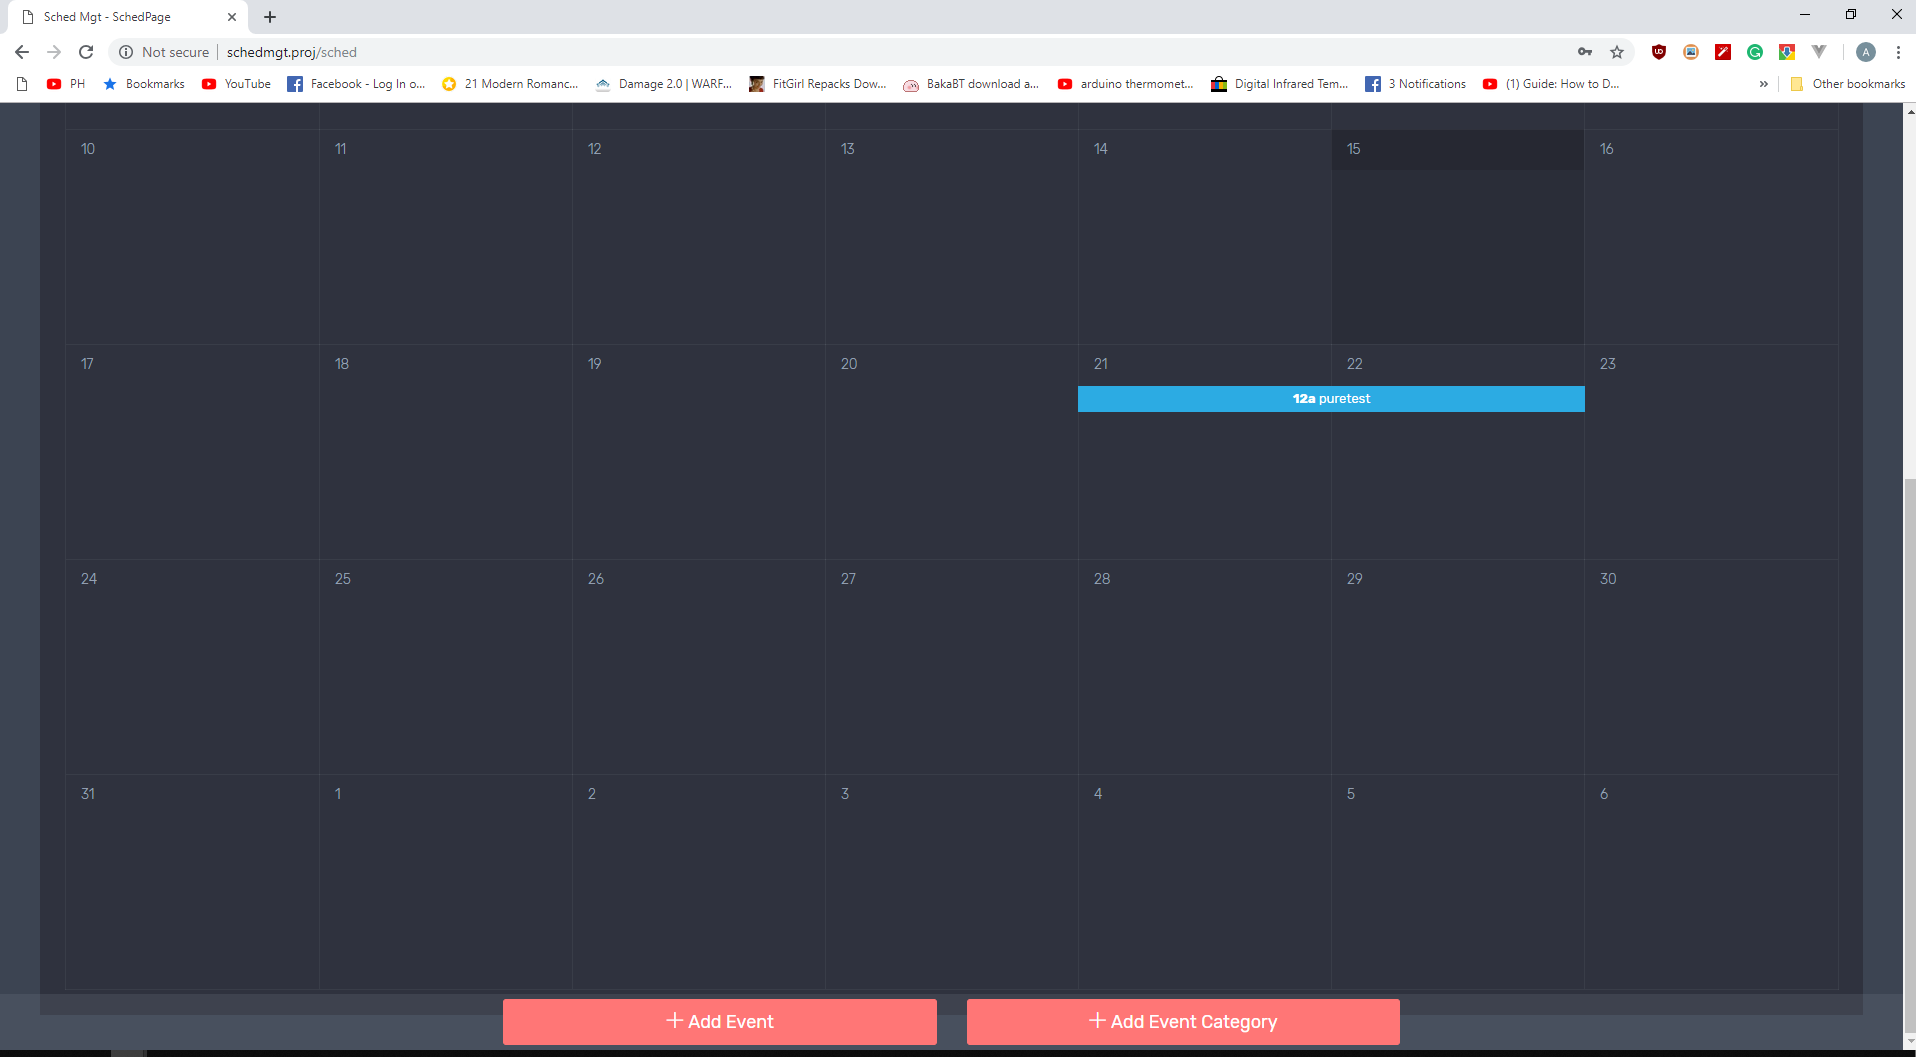 Sched Mgt - SchedPage
Not secure schedmgt.proj/sched
PH Bookmarks YouTube Facebook - Log In o... 21 Modern Romanc... Damage 2.0 | WARF... FitGirl Repacks Dow... BakaBT download a... arduino thermomet... Digital Infrared Tem... 3 Notifications (1) Guide: How to D... » Other bookmarks
10 11 12 13 14 15 16
17 18 19 20 21 22 23
12a puretest
24 25 26 27 28 29 30
31 1 2 3 4 5 6
+ Add Event + Add Event Category